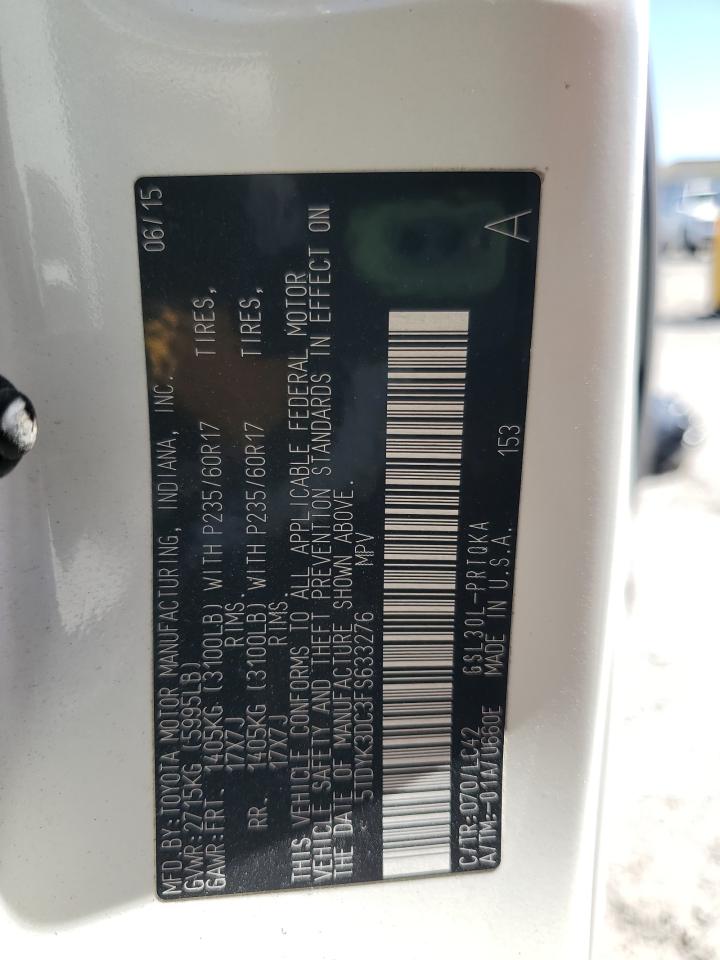 MFD.BY:TOYOTA MOTOR MANUFACTURING, INDIANA, INC. 06/15
GVWR:2715KG(5995LB)
GAWR:FRT. 1405KG(3100LB)WITH P235/60R17 TIRES,
17X7J RIMS.
RR. 1405KG(3100LB)WITH P235/60R17 TIRES,
17X7J RIMS.
THIS VEHICLE CONFORMS TO ALL APPLICABLE FEDERAL MOTOR
VEHICLE SAFETY AND THEFT PREVENTION STANDARDS IN EFFECT ON
THE DATE OF MANUFACTURE SHOWN ABOVE.
5TDYK3DC3FS633276 MPV
C/TR:070/LC42 GSL30L-PRTQKA 153 A
A/TM:-01A/U660E MADE IN U.S.A.